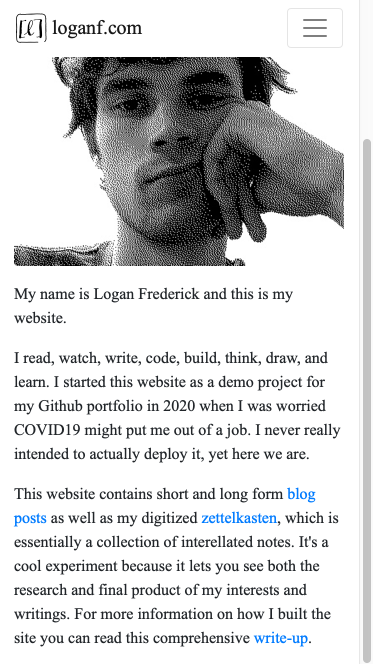 loganf.com
My name is Logan Frederick and this is my
website.
I read, watch, write, code, build, think, draw, and
learn. I started this website as a demo project for
my Github portfolio in 2020 when I was worried
COVID19 might put me out of a job. I never really
intended to actually deploy it, yet here we are.
This website contains short and long form blog
posts as well as my digitized zettelkasten, which is
essentially a collection of interellated notes. It's a
cool experiment because it lets you see both the
research and final product of my interests and
writings. For more information on how I built the
site you can read this comprehensive write-up.